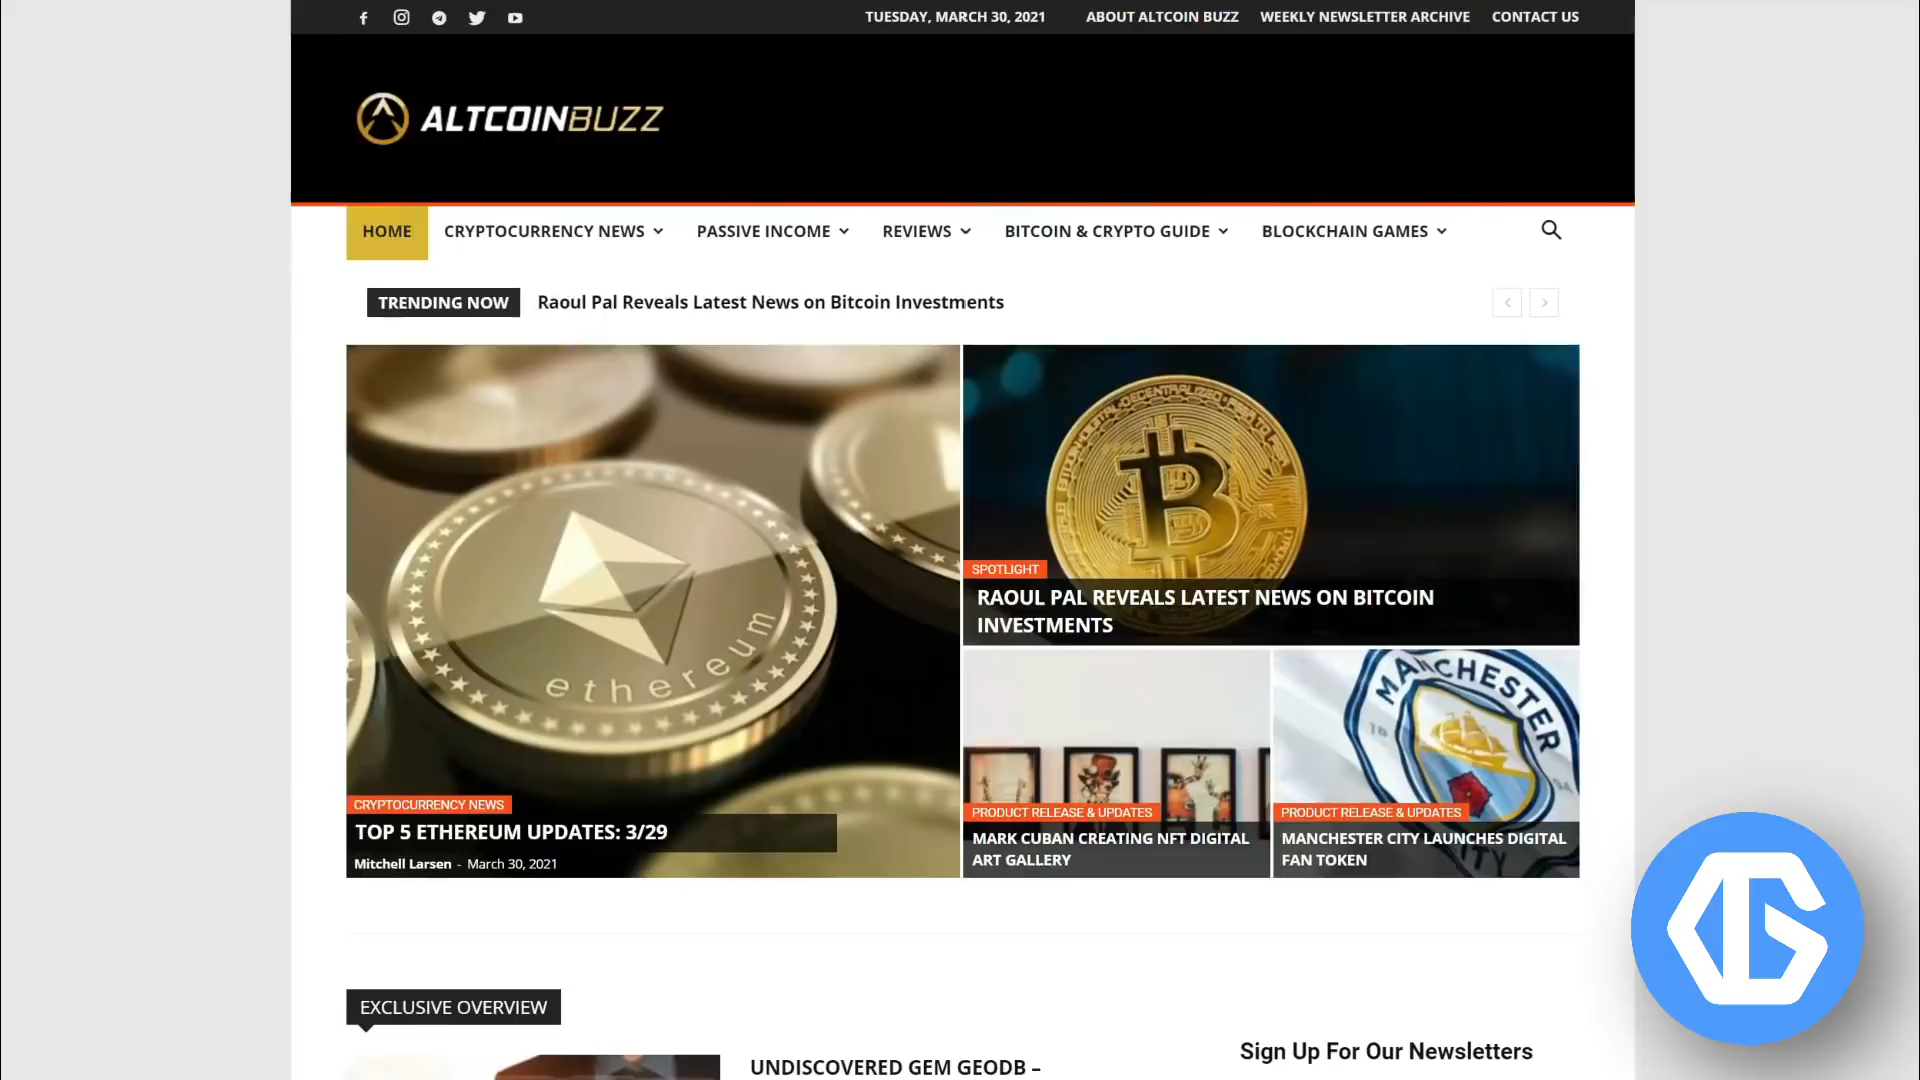 TUESDAY, MARCH 30, 2021 ABOUT ALTCOIN BUZZ WEEKLY NEWSLETTER ARCHIVE CONTACT US
ALTCOINBUZZ
HOME CRYPTOCURRENCY NEWS PASSIVE INCOME REVIEWS BITCOIN & CRYPTO GUIDE BLOCKCHAIN GAMES
TRENDING NOW Raoul Pal Reveals Latest News on Bitcoin Investments
ethereum
CRYPTOCURRENCY NEWS
TOP 5 ETHEREUM UPDATES: 3/29
Mitchell Larsen - March 30, 2021
DECENTRALIZED
SPOTLIGHT
RAOUL PAL REVEALS LATEST NEWS ON BITCOIN
INVESTMENTS
PRODUCT RELEASE & UPDATES
MARK CUBAN CREATING NFT DIGITAL
ART GALLERY
MANCHESTER
CITY
PRODUCT RELEASE & UPDATES
MANCHESTER CITY LAUNCHES DIGITAL
FAN TOKEN
EXCLUSIVE OVERVIEW
UNDISCOVERED GEM GEODB –
Sign Up For Our Newsletters